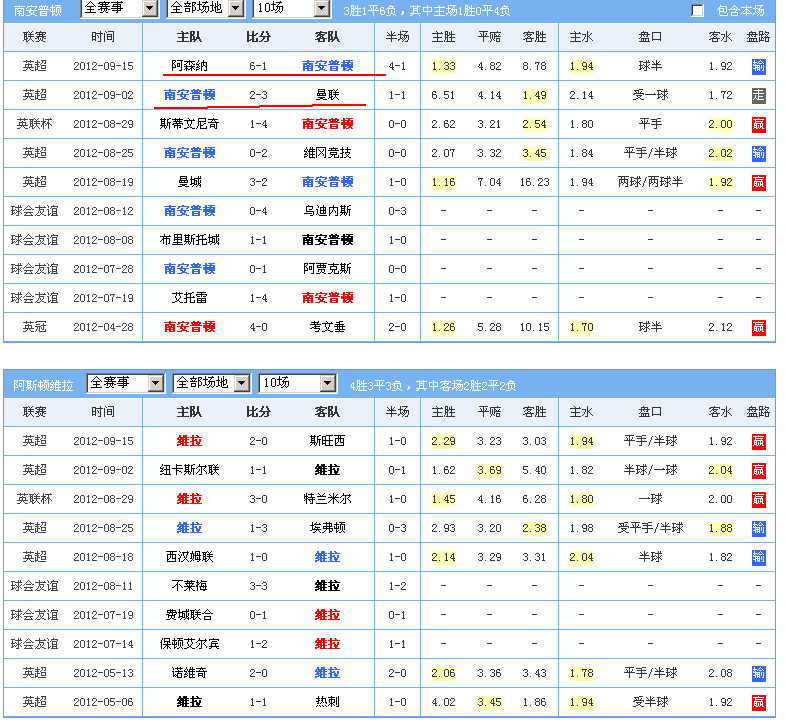 南安普顿 全赛事 全部场地 10场 3胜1平6负，其中主场1胜0平4负 包含本场
联赛 时间 主队 比分 客队 半场 主胜 平赔 客胜 主水 盘口 客水 盘路
英超 2012-09-15 阿森纳 6-1 南安普顿 4-1 1.33 4.82 8.78 1.94 球半 1.92 输
英超 2012-09-02 南安普顿 2-3 曼联 1-1 6.51 4.14 1.49 2.14 受一球 1.72 走
英联杯 2012-08-29 斯蒂文尼奇 1-4 南安普顿 0-0 2.62 3.21 2.54 1.80 平手 2.00 赢
英超 2012-08-25 南安普顿 0-2 维冈竞技 0-0 2.07 3.32 3.45 1.84 平手/半球 2.02 输
英超 2012-08-19 曼城 3-2 南安普顿 1-0 1.16 7.04 16.23 1.94 两球/两球半 1.92 赢
球会友谊 2012-08-12 南安普顿 0-4 乌迪内斯 0-3 - - - - - -
球会友谊 2012-08-08 布里斯托城 1-1 南安普顿 1-0 - - - - - -
球会友谊 2012-07-28 南安普顿 0-1 阿贾克斯 0-0 - - - - - -
球会友谊 2012-07-19 艾托雷 1-4 南安普顿 1-0 - - - - - -
英冠 2012-04-28 南安普顿 4-0 考文垂 2-0 1.26 5.28 10.15 1.70 球半 2.12 赢
阿斯顿维拉 全赛事 全部场地 10场 4胜3平3负，其中客场2胜2平2负
联赛 时间 主队 比分 客队 半场 主胜 平赔 客胜 主水 盘口 客水 盘路
英超 2012-09-15 维拉 2-0 斯旺西 1-0 2.29 3.23 3.03 1.94 平手/半球 1.92 赢
英超 2012-09-02 纽卡斯尔联 1-1 维拉 0-1 1.62 3.69 5.40 1.82 半球/一球 2.04 赢
英联杯 2012-08-29 维拉 3-0 特兰米尔 1-0 1.45 4.16 6.28 1.80 一球 2.00 赢
英超 2012-08-25 维拉 1-3 埃弗顿 0-3 2.93 3.20 2.38 1.98 受平手/半球 1.88 输
英超 2012-08-18 西汉姆联 1-0 维拉 1-0 2.14 3.29 3.31 2.04 半球 1.82 输
球会友谊 2012-08-11 不莱梅 3-3 维拉 1-2 - - - - - -
球会友谊 2012-07-19 费城联合 0-1 维拉 0-1 - - - - - -
球会友谊 2012-07-14 保顿艾尔宾 1-2 维拉 1-1 - - - - - -
英超 2012-05-13 诺维奇 2-0 维拉 2-0 2.06 3.36 3.43 1.78 平手/半球 2.08 输
英超 2012-05-06 维拉 1-1 热刺 1-0 4.02 3.45 1.86 1.94 受半球 1.92 赢